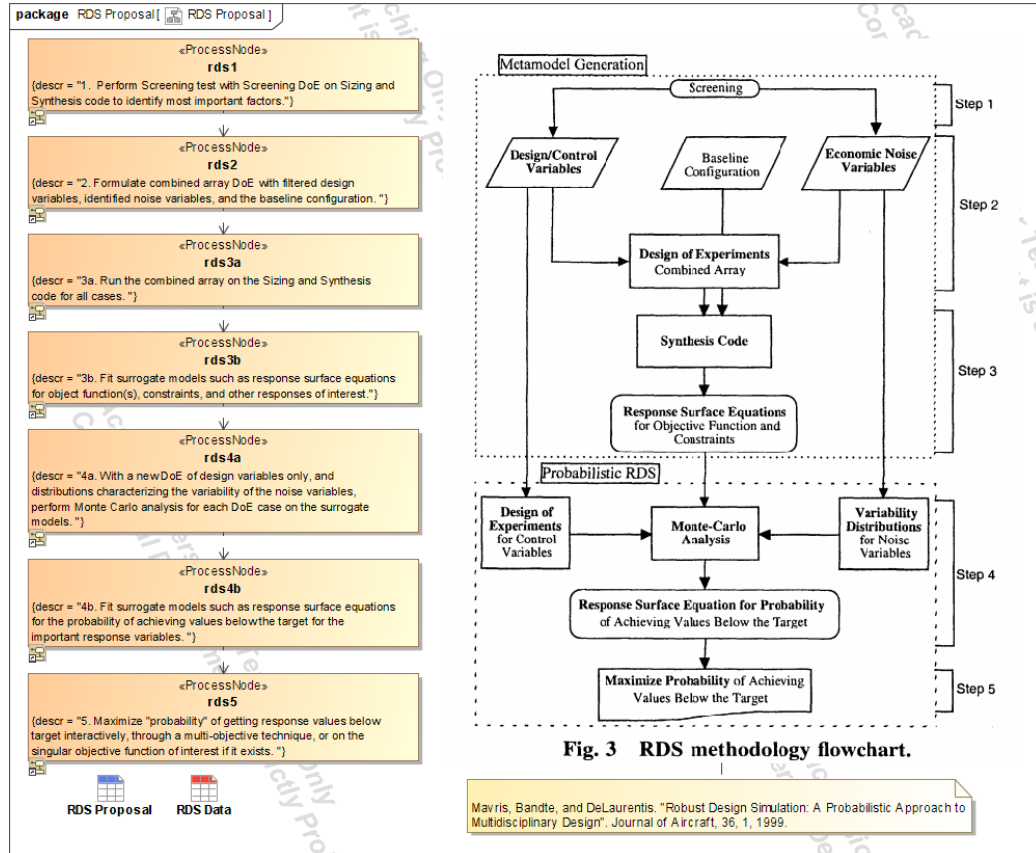 package RDS Proposal [ RDS Proposal ]
«ProcessNode»
rds1
{descr = "1. Perform Screening test with Screening DoE on Sizing and
Synthesis code to identify most important factors."}
«ProcessNode»
rds2
{descr = "2. Formulate combined array DoE with filtered design
variables, identified noise variables, and the baseline configuration. "}
«ProcessNode»
rds3a
{descr = "3a. Run the combined array on the Sizing and Synthesis
code for all cases. "}
«ProcessNode»
rds3b
{descr = "3b. Fit surrogate models such as response surface equations
for object function(s), constraints, and other responses of interest."}
«ProcessNode»
rds4a
{descr = "4a. With a new DoE of design variables only, and
distributions characterizing the variability of the noise variables,
perform Monte Carlo analysis for each DoE case on the surrogate
models. "}
«ProcessNode»
rds4b
{descr = "4b. Fit surrogate models such as response surface equations
for the probability of achieving values below the target for the
important response variables. "}
«ProcessNode»
rds5
{descr = "5. Maximize "probability" of getting response values below
target interactively, through a multi-objective technique, or on the
singular objective function of interest if it exists. "}
RDS Proposal
RDS Data
Metamodel Generation
Screening
Step 1
Design/Control
Variables
Baseline
Configuration
Economic Noise
Variables
Step 2
Design of Experiments
Combined Array
Synthesis Code
Step 3
Response Surface Equations
for Objective Function and
Constraints
Probabilistic RDS
Design of
Experiments
for Control
Variables
Monte-Carlo
Analysis
Variability
Distributions
for Noise
Variables
Step 4
Response Surface Equation for Probability
of Achieving Values Below the Target
Maximize Probability of Achieving
Values Below the Target
Step 5
Fig. 3 RDS methodology flowchart.
Mavris, Bandte, and DeLaurentis. "Robust Design Simulation: A Probabilistic Approach to
Multidisciplinary Design". Journal of Aircraft, 36, 1, 1999.